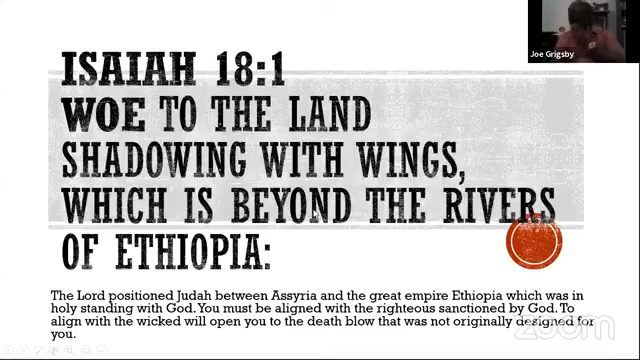 Joe Grigsby
ISAIAH 18:1
WOE TO THE LAND
SHADOWING WITH WINGS,
WHICH IS BEYOND THE RIVERS
OF ETHIOPIA:
The Lord positioned Judah between Assyria and the great empire Ethiopia which was in
holy standing with God. You must be aligned with the righteous sanctioned by God. To
align with the wicked will open you to the death blow that was not originally designed for
you.
zoom